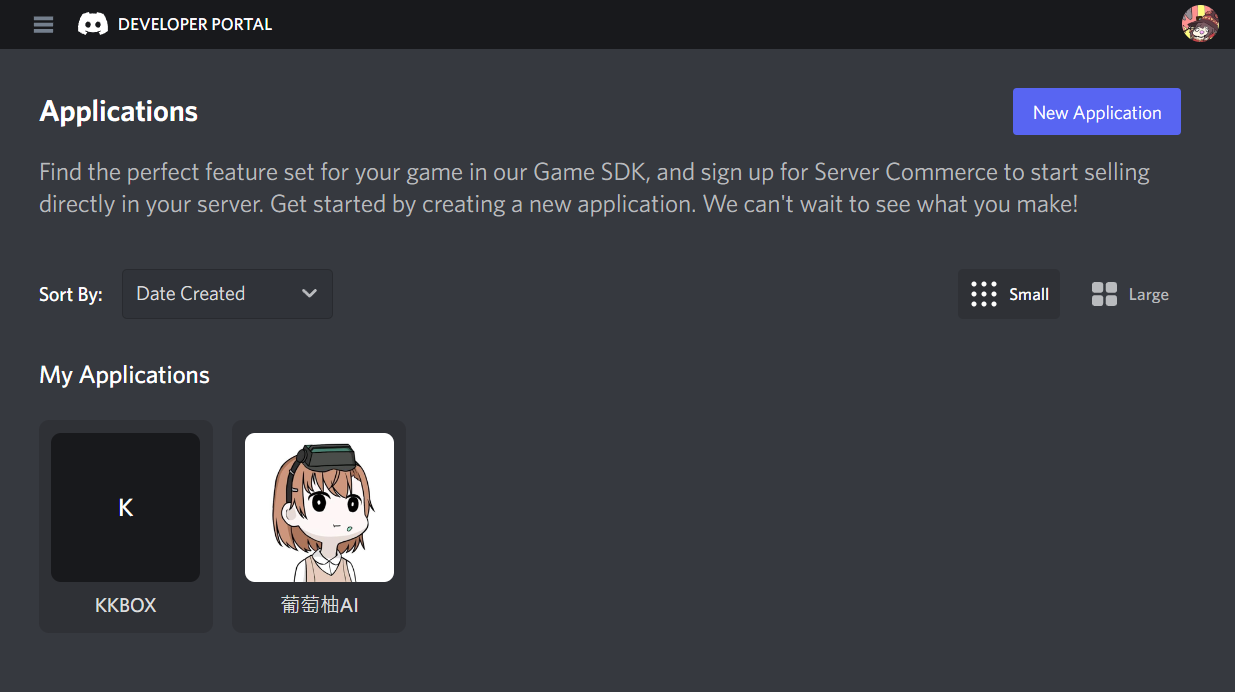 DEVELOPER PORTAL
Applications
New Application
Find the perfect feature set for your game in our Game SDK, and sign up for Server Commerce to start selling
directly in your server. Get started by creating a new application. We can't wait to see what you make!
Sort By:
Date Created
Small
Large
My Applications
K
KKBOX
葡萄柚AI